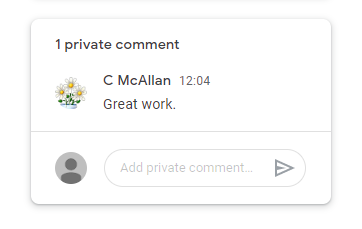 1 private comment
C McAllan 12:04
Great work.
Add private comment...